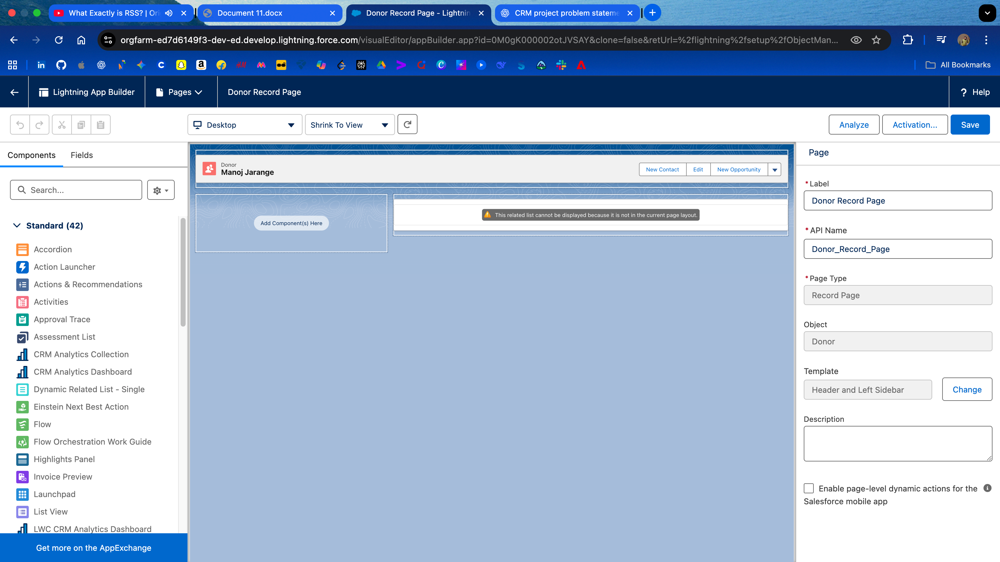 What Exactly is RSS? | Ori
Document 11.docx
Donor Record Page - Lightnin
CRM project problem stateme
orgfarm-ed7d6149f3-dev-ed.develop.lightning.force.com/visualEditor/appBuilder.app?id=0M0gK000002otJVSAY&clone=false&retUrl=%2flightning%2fsetup%2fObjectMan...
All Bookmarks
Lightning App Builder
Pages
Donor Record Page
? Help
Desktop
Shrink To View
Analyze
Activation...
Save
Components
Fields
Search...
Standard (42)
Accordion
Action Launcher
Actions & Recommendations
Activities
Approval Trace
Assessment List
CRM Analytics Collection
CRM Analytics Dashboard
Dynamic Related List - Single
Einstein Next Best Action
Flow
Flow Orchestration Work Guide
Highlights Panel
Invoice Preview
Launchpad
List View
LWC CRM Analytics Dashboard
Get more on the AppExchange
Donor
Manoj Jarange
New Contact
Edit
New Opportunity
Add Component(s) Here
This related list cannot be displayed because it is not in the current page layout.
Page
* Label
Donor Record Page
* API Name
Donor_Record_Page
* Page Type
Record Page
Object
Donor
Template
Header and Left Sidebar
Change
Description
Enable page-level dynamic actions for the
Salesforce mobile app